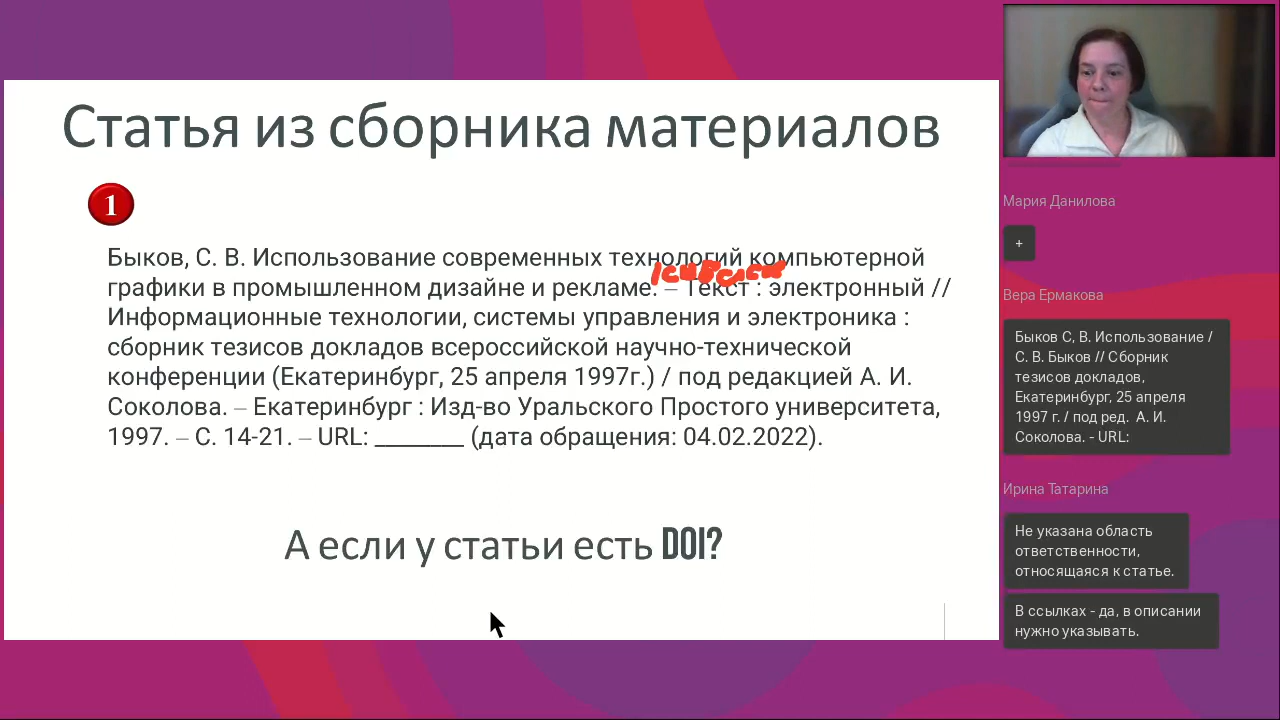 Статья из сборника материалов
1
Быков, С. В. Использование современных технологий компьютерной
графики в промышленном дизайне и рекламе. – Текст : электронный //
Информационные технологии, системы управления и электроника :
сборник тезисов докладов всероссийской научно-технической
конференции (Екатеринбург, 25 апреля 1997г.) / под редакцией А. И.
Соколова. – Екатеринбург : Изд-во Уральского Простого университета,
1997. – С. 14-21. – URL: ________ (дата обращения: 04.02.2022).
А если у статьи есть DOI?
Мария Данилова
+
Вера Ермакова
Быков С, В. Использование /
С. В. Быков // Сборник
тезисов докладов,
Екатеринбург, 25 апреля
1997 г. / под ред. А. И.
Соколова. - URL:
Ирина Татарина
Не указана область
ответственности,
относящаяся к статье.
В ссылках - да, в описании
нужно указывать.